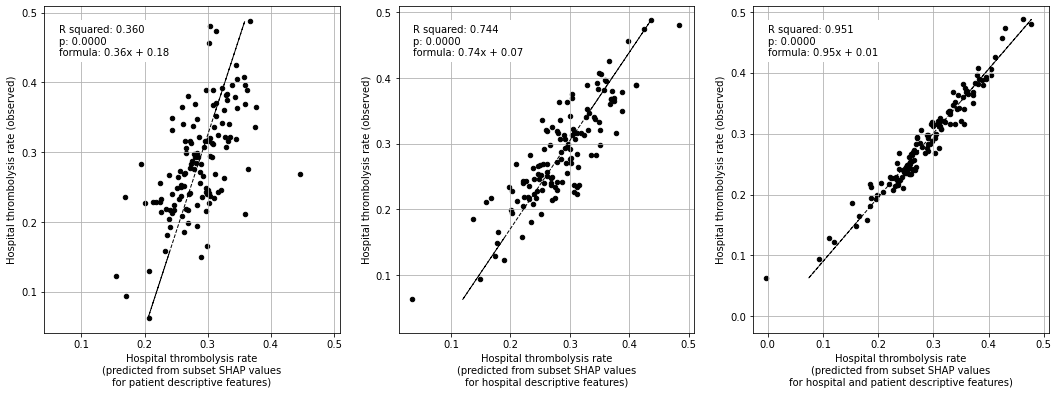 R squared: 0.360
p: 0.0000
formula: 0.36x + 0.18
Hospital thrombolysis rate (observed)
0.5
0.4
0.3
0.2
0.1
0.1 0.2 0.3 0.4 0.5
Hospital thrombolysis rate
(predicted from subset SHAP values
for patient descriptive features)
R squared: 0.744
p: 0.0000
formula: 0.74x + 0.07
Hospital thrombolysis rate (observed)
0.5
0.4
0.3
0.2
0.1
0.1 0.2 0.3 0.4 0.5
Hospital thrombolysis rate
(predicted from subset SHAP values
for hospital descriptive features)
R squared: 0.951
p: 0.0000
formula: 0.95x + 0.01
Hospital thrombolysis rate (observed)
0.5
0.4
0.3
0.2
0.1
0.0
0.0 0.1 0.2 0.3 0.4 0.5
Hospital thrombolysis rate
(predicted from subset SHAP values
for hospital and patient descriptive features)